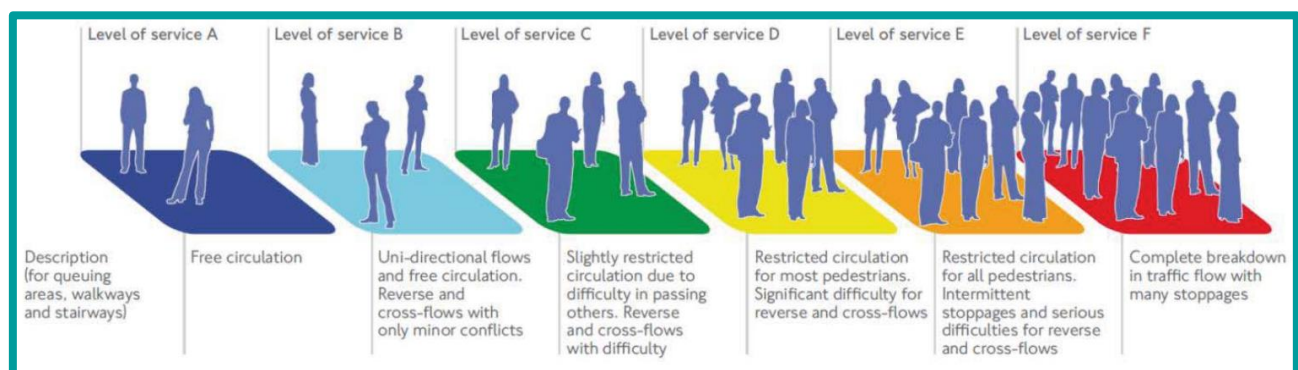 Level of service A
Level of service B
Level of service C
Level of service D
Level of service E
Level of service F
Description
(for queuing
areas, walkways
and stairways)
Free circulation
Uni-directional flows
and free circulation.
Reverse and
cross-flows with
only minor conflicts
Slightly restricted
circulation due to
difficulty in passing
others. Reverse
and cross-flows
with difficulty
Restricted circulation
for most pedestrians.
Significant difficulty for
reverse and cross-flows
Restricted circulation
for all pedestrians.
Intermittent
stoppages and serious
difficulties for reverse
and cross-flows
Complete breakdown
in traffic flow with
many stoppages